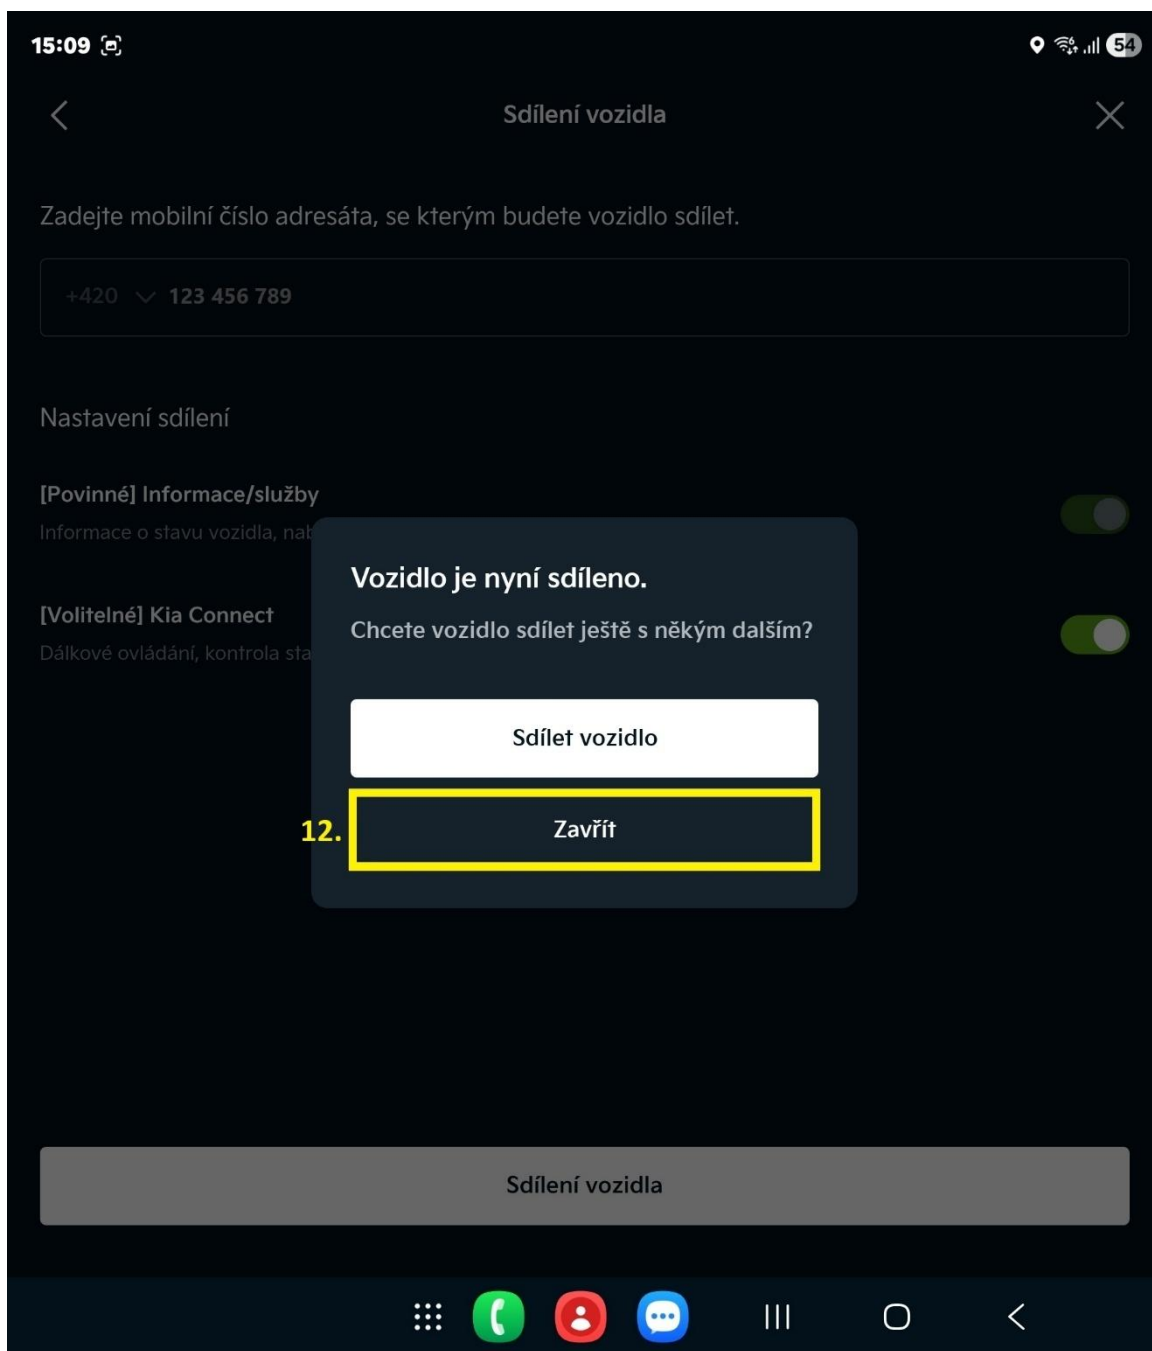 15:09
54
Sdílení vozidla
Zadejte mobilní číslo adresáta, se kterým budete vozidlo sdílet.
+420 123 456 789
Nastavení sdílení
[Povinné] Informace/služby
Informace o stavu vozidla,
[Volitelné] Kia Connect
Dálkové ovládání, kontrola
Vozidlo je nyní sdíleno.
Chcete vozidlo sdílet ještě s někým dalším?
Sdílet vozidlo
12. Zavřít
Sdílení vozidla